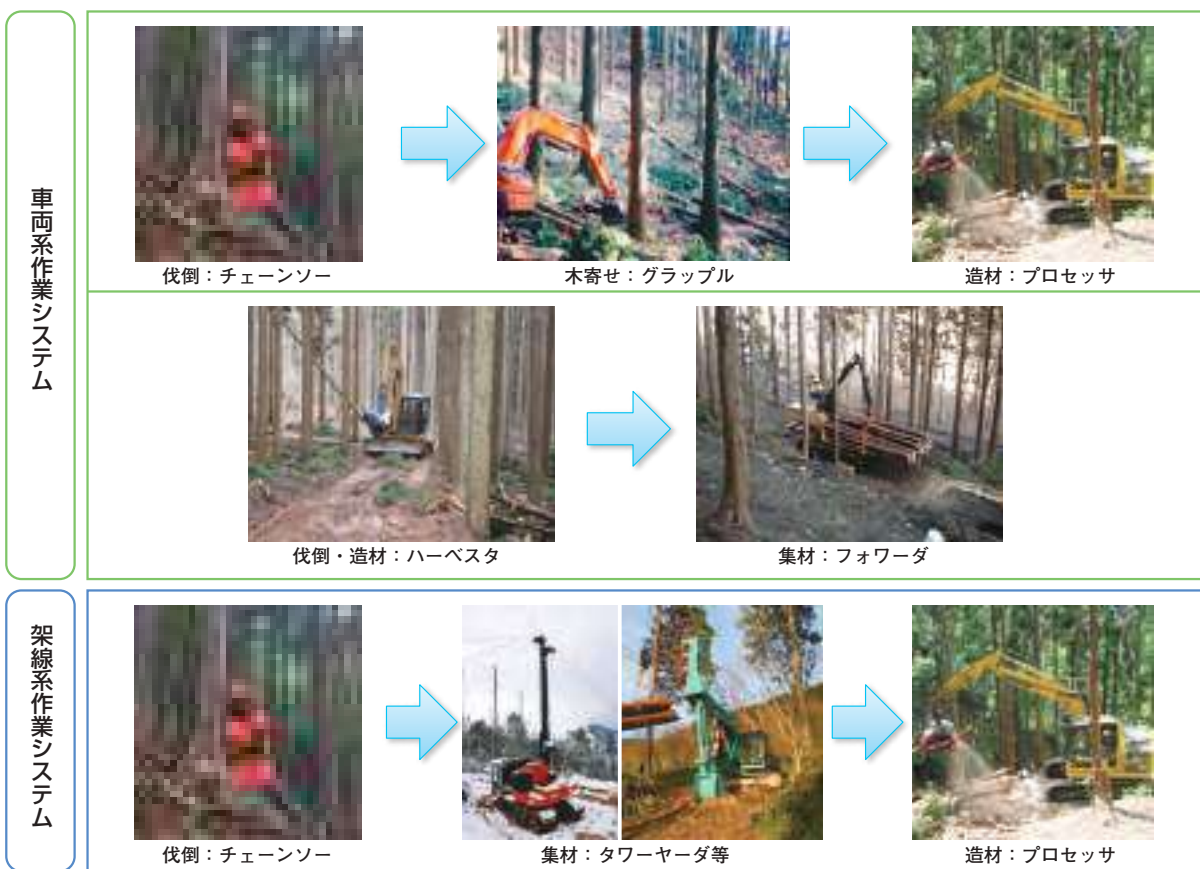 車両系作業システム
伐倒：チェーンソー
木寄せ：グラップル
造材：プロセッサ
伐倒・造材：ハーベスタ
集材：フォワーダ
架線系作業システム
伐倒：チェーンソー
集材：タワーヤーダ等
造材：プロセッサ